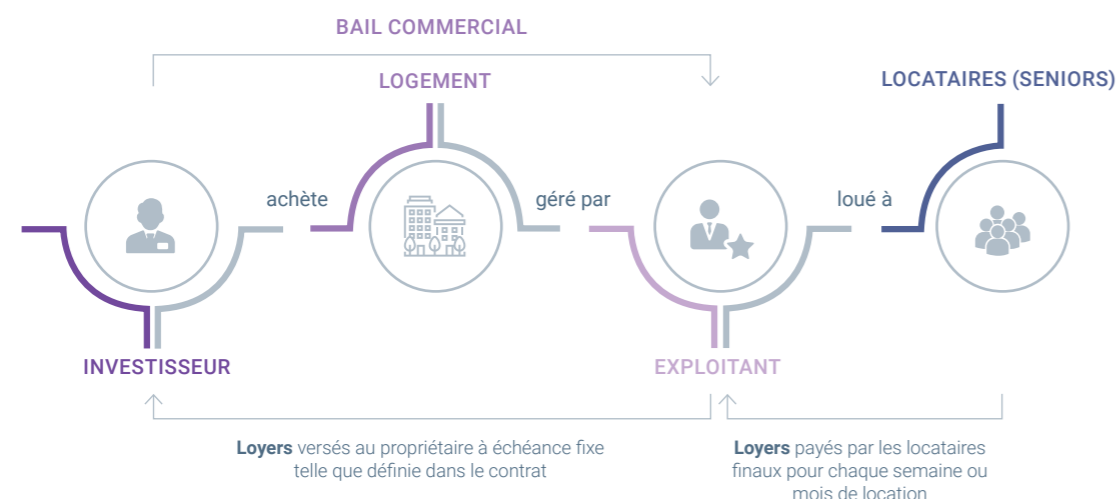 BAIL COMMERCIAL
LOGEMENT
LOCATAIRES (SENIORS)
achète
géré par
loué à
INVESTISSEUR
EXPLOITANT
Loyers versés au propriétaire à échéance fixe
telle que définie dans le contrat
Loyers payés par les locataires
finaux pour chaque semaine ou
mois de location